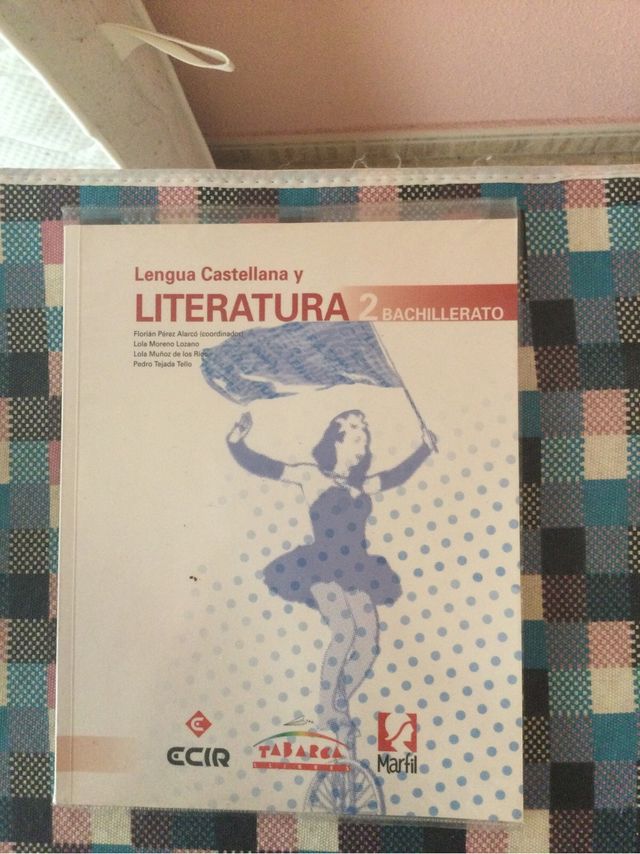 Lengua Castellana y
LITERATURA 2 BACHILLERATO
Florián Pérez Alarcó (coordinador)
Lola Moreno Lozano
Lola Muñoz de los Ríos
Pedro Tejada Tello
ECIR
TABARCA
LLIBRES
Marfil